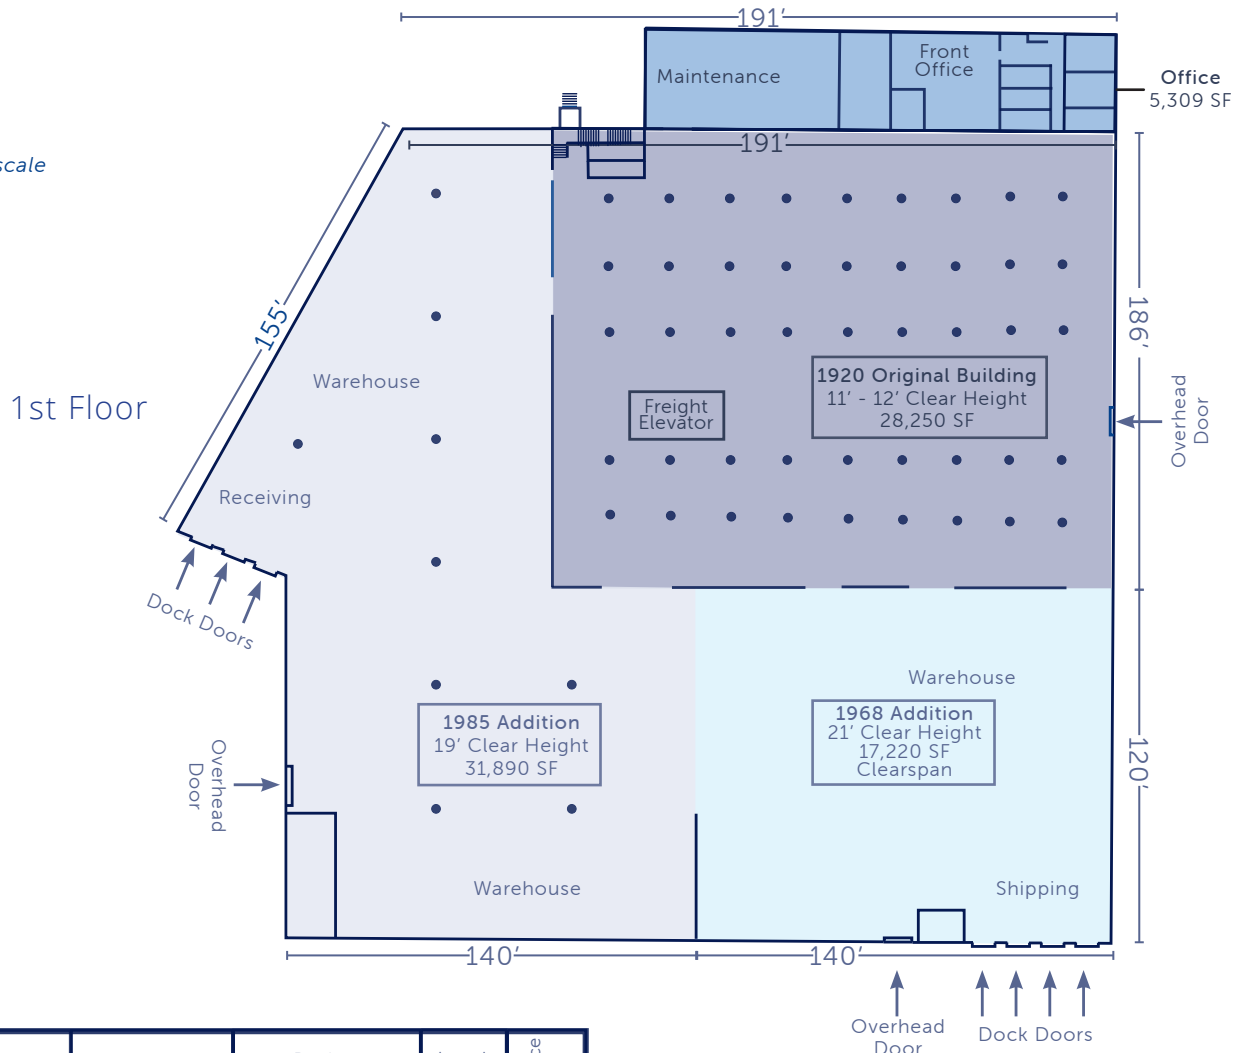 191’
Maintenance
Front
Office
Office
5,309 SF
191’
scale
155’
186’
Warehouse
1920 Original Building
11’ - 12’ Clear Height
28,250 SF
1st Floor
Freight
Elevator
Overhead
Door
Receiving
Dock Doors
Warehouse
1985 Addition
19’ Clear Height
31,890 SF
1968 Addition
21’ Clear Height
17,220 SF
Clearspan
120’
Overhead
Door
Warehouse
Shipping
140’
140’
Overhead
Door
Dock Doors